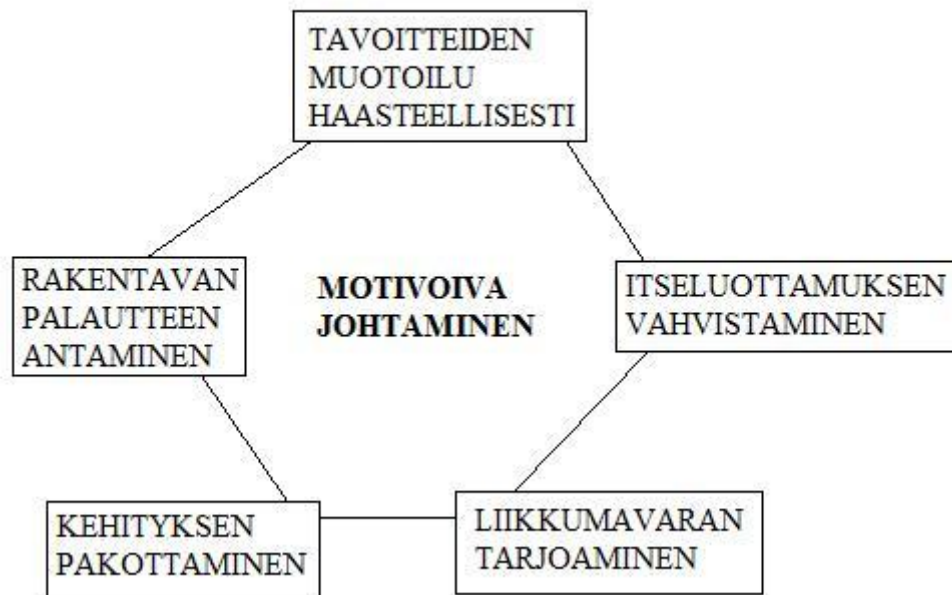 TAVOITTEIDEN
MUOTOILU
HAASTEELLISESTI
RAKENTAVAN
PALAUTTEEN
ANTAMINEN
MOTIVOIVA
JOHTAMINEN
ITSELUOTTAMUKSEN
VAHVISTAMINEN
KEHITYKSEN
PAKOTTAMINEN
LIIKKUMAVARAN
TARJOAMINEN